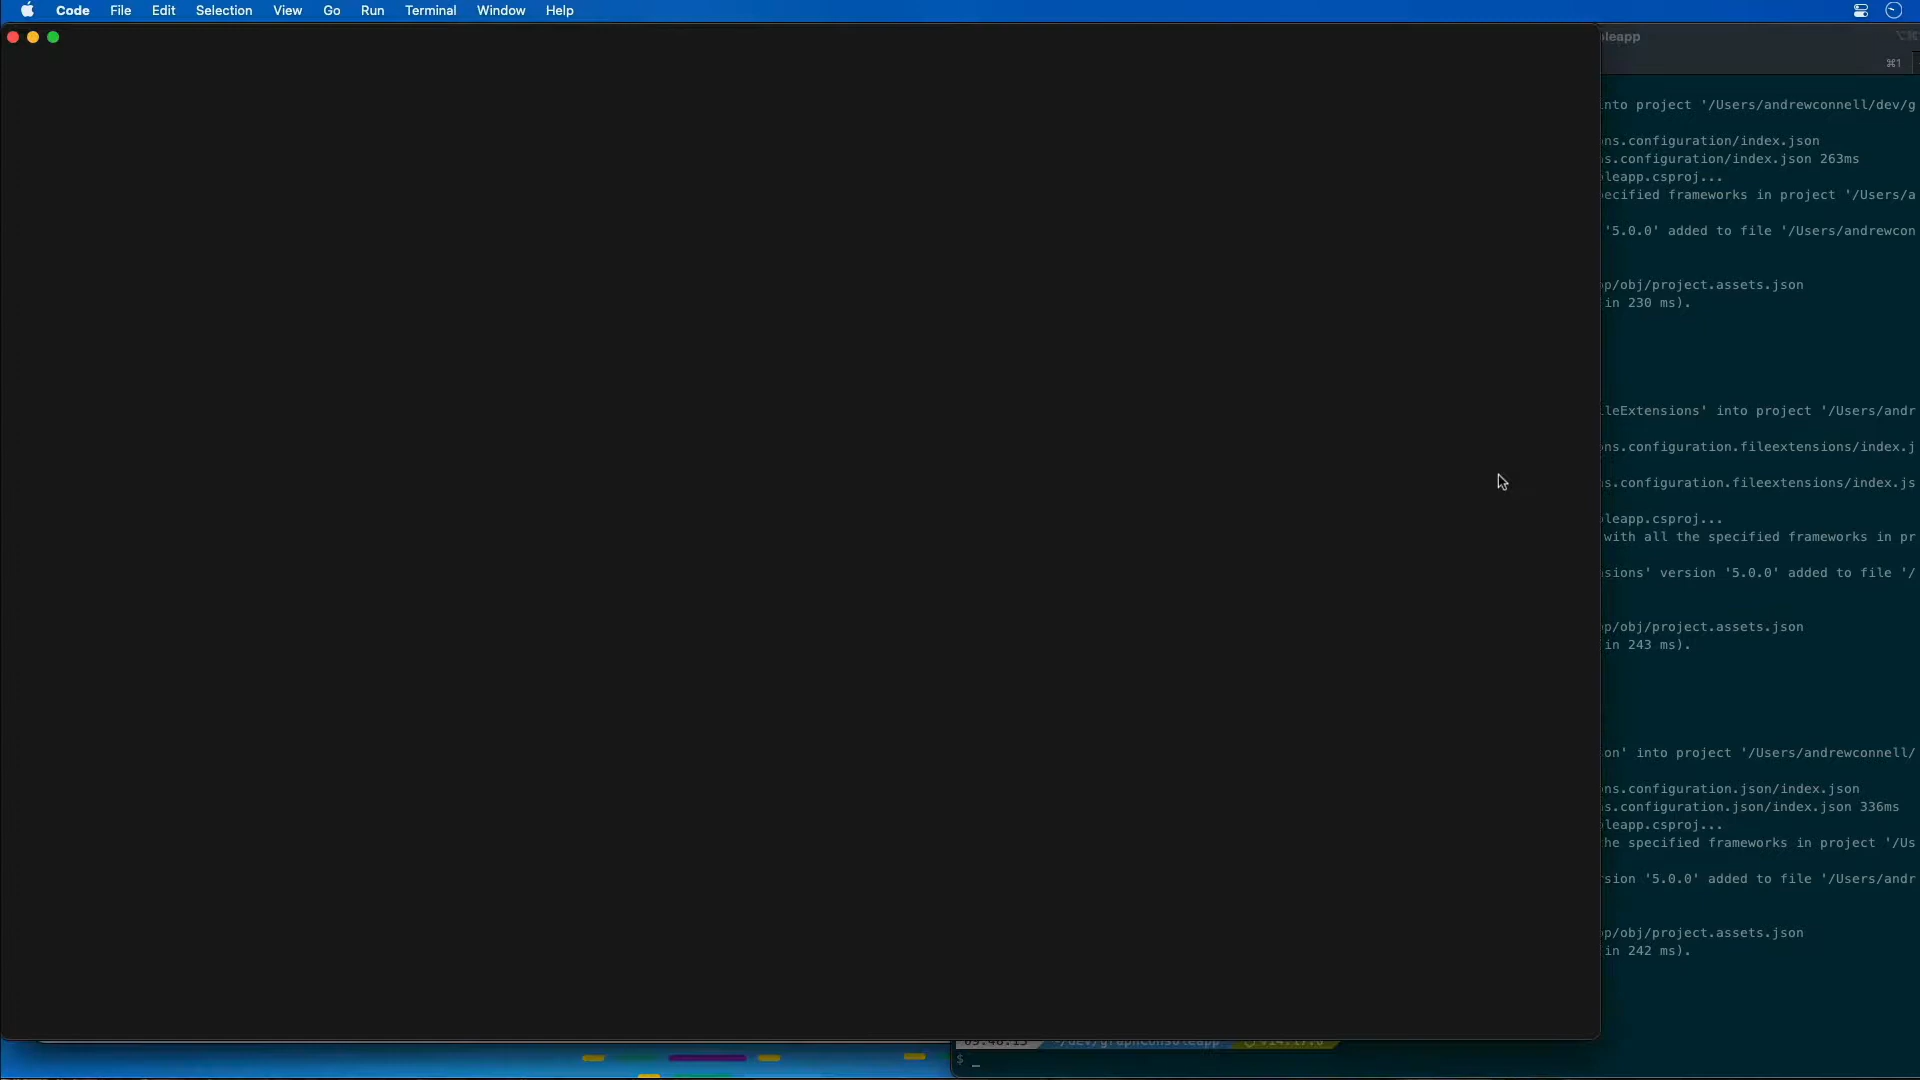 Code File Edit Selection View Go Run Terminal Window Help
leapp
⌘1
into project '/Users/andrewconnell/dev/g
ns.configuration/index.json
s.configuration/index.json 263ms
leapp.csproj...
ecified frameworks in project '/Users/a
'5.0.0' added to file '/Users/andrewcon
p/obj/project.assets.json
in 230 ms).
leExtensions' into project '/Users/andr
ns.configuration.fileextensions/index.j
s.configuration.fileextensions/index.js
leapp.csproj...
with all the specified frameworks in pr
sions' version '5.0.0' added to file '/
p/obj/project.assets.json
in 243 ms).
on' into project '/Users/andrewconnell/
ns.configuration.json/index.json
s.configuration.json/index.json 336ms
leapp.csproj...
he specified frameworks in project '/Us
sion '5.0.0' added to file '/Users/andr
p/obj/project.assets.json
in 242 ms).
~/dev/graphconsoleapp
$ _